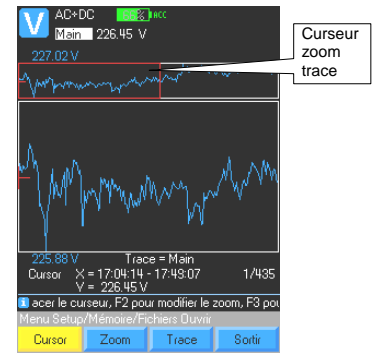 V AC+DC % ACC
Main 226.45 V
Curseur
zoom
trace
227.02 V
225.88 V Trace = Main
Cursor X = 17:04:14 - 17:49:07 1/435
Y = 226.45 V
acer le curseur, F2 pour modifier le zoom, F3 pou
Menu Setup/Mémoire/Fichiers Ouvrir
Cursor Zoom Trace Sortir